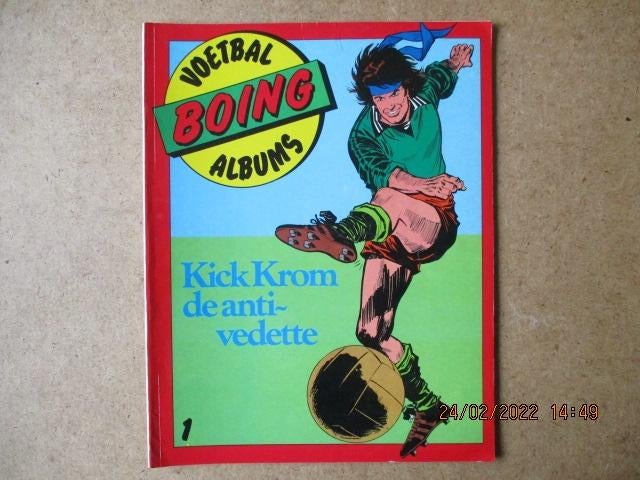 VOETBAL
BOING
ALBUMS
Kick Krom
de anti-
vedette
1
24/02/2022 14:49